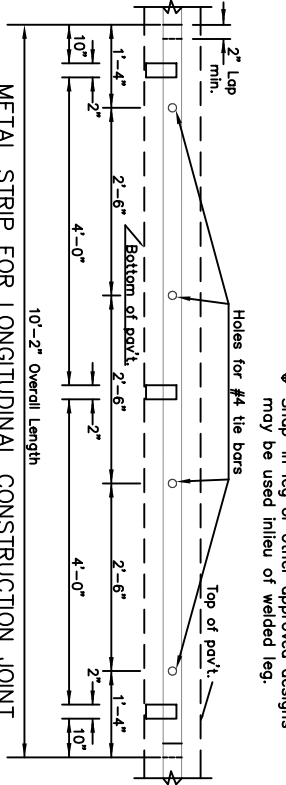 Snap in leg or other approved designs
may be used inlieu of welded leg.
Holes for #4 tie bars
Top of pav't.
2" Lap
min.
Bottom of pav't.
1'-4"
2'-6"
2'-6"
2'-6"
1'-4"
10"
2"
4'-0"
2"
4'-0"
2"
10"
10'-2" Overall Length
METAL STRIP FOR LONGITUDINAL CONSTRUCTION JOINT